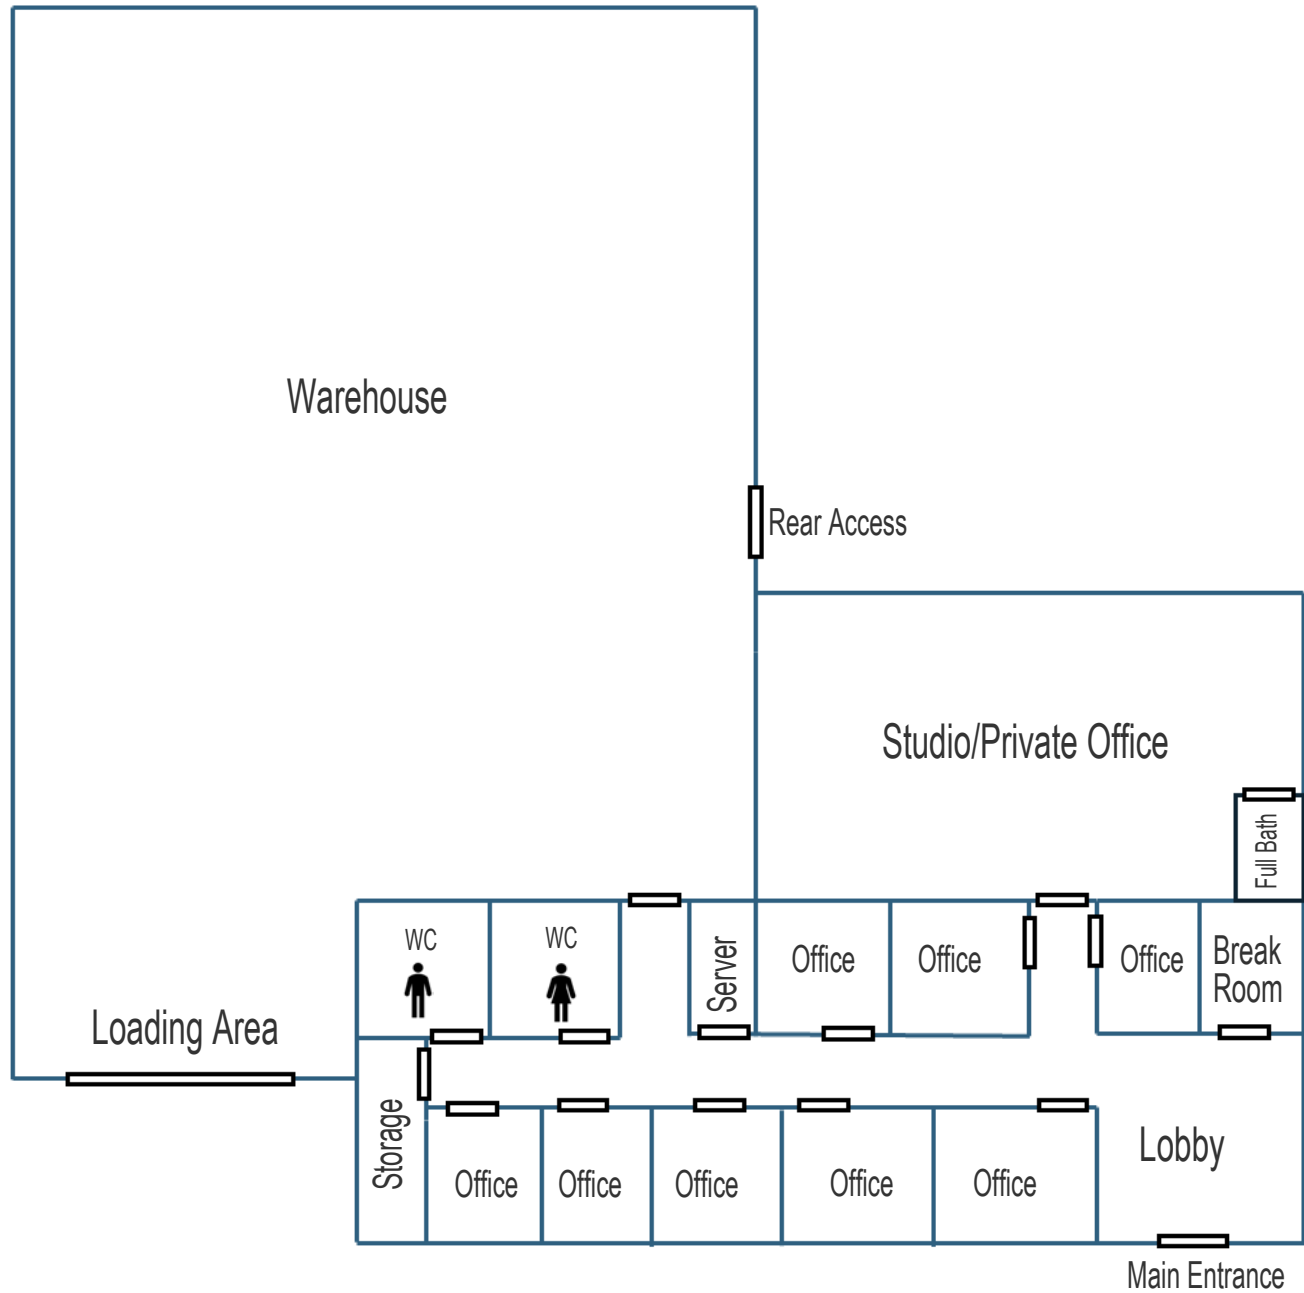 Warehouse
Rear Access
Studio/Private Office
Full Bath
WC
WC
Server
Office
Office
Office
Break
Room
Loading Area
Storage
Office
Office
Office
Office
Office
Lobby
Main Entrance